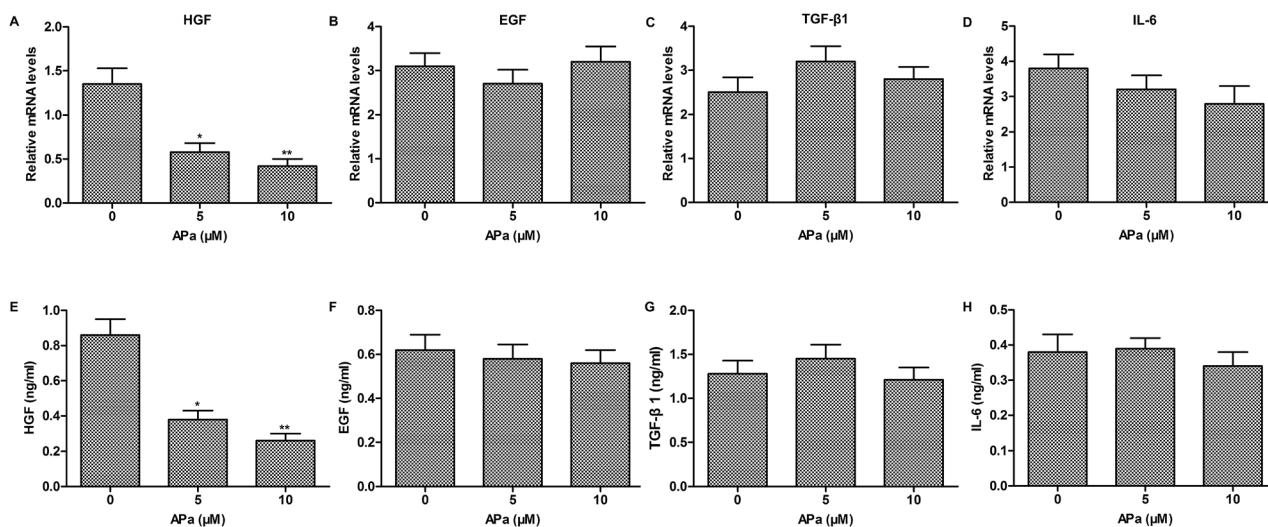 A
HGF
Relative mRNA levels
2.0
1.5
1.0
0.5
0.0
*
**
0 5 10
APa (μM)
B
EGF
Relative mRNA levels
4
3
2
1
0
0 5 10
APa (μM)
C
TGF-β1
Relative mRNA levels
4
3
2
1
0
0 5 10
APa (μM)
D
IL-6
Relative mRNA levels
5
4
3
2
1
0
0 5 10
APa (μM)
E
HGF (ng/ml)
1.0
0.8
0.6
0.4
0.2
0.0
*
**
0 5 10
APa (μM)
F
EGF (ng/ml)
0.8
0.6
0.4
0.2
0.0
0 5 10
APa (μM)
G
TGF-β 1 (ng/ml)
2.0
1.5
1.0
0.5
0.0
0 5 10
APa (μM)
H
IL-6 (ng/ml)
0.5
0.4
0.3
0.2
0.1
0.0
0 5 10
APa (μM)